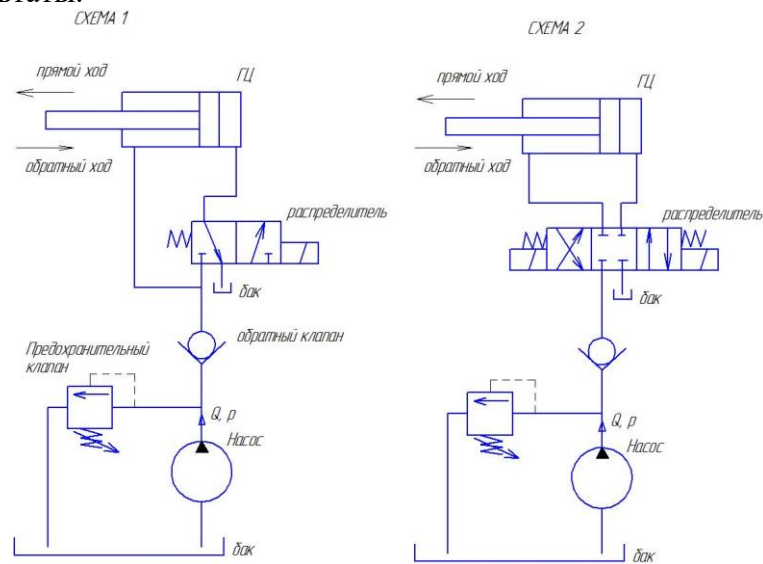 СХЕМА 1
прямой ход
ГЦ
обратный ход
распределитель
бак
обратный клапан
Предохранительный
клапан
Q, p
Насос
бак
СХЕМА 2
прямой ход
ГЦ
обратный ход
распределитель
бак
Q, p
Насос
бак